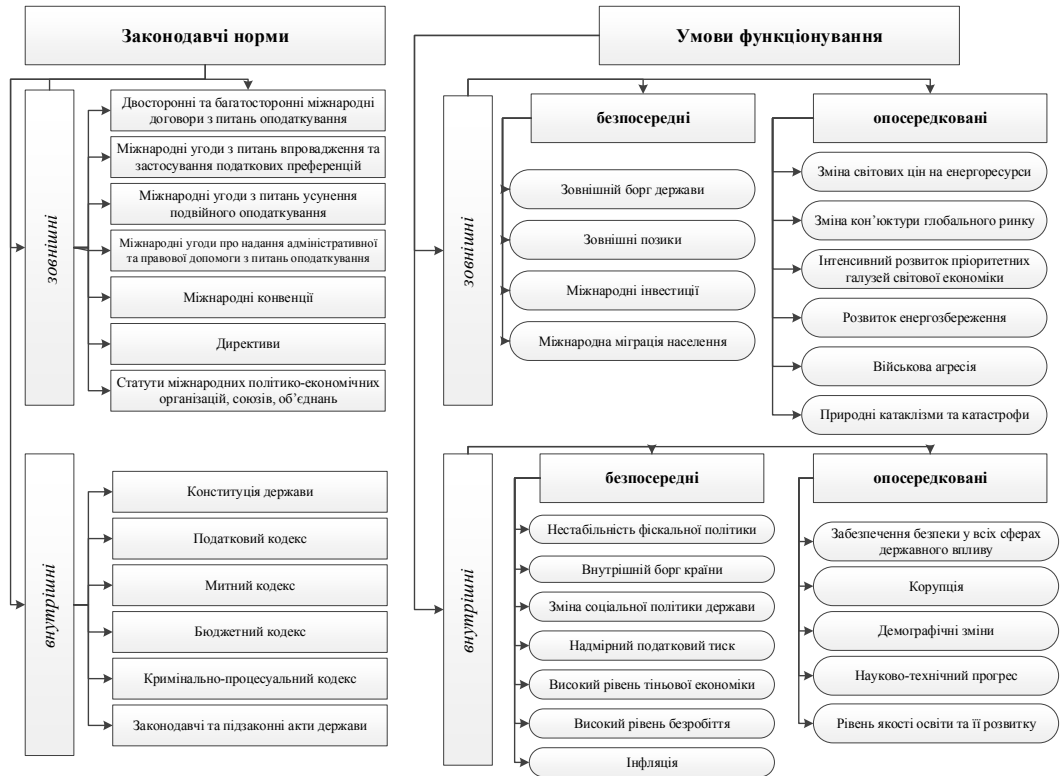 Законодавчі норми
зовнішні
Двосторонні та багатосторонні міжнародні
договори з питань оподаткування
Міжнародні угоди з питань впровадження та
застосування податкових преференцій
Міжнародні угоди з питань усунення
подвійного оподаткування
Міжнародні угоди про надання адміністративної
та правової допомоги з питань оподаткування
Міжнародні конвенції
Директиви
Статути міжнародних політико-економічних
організацій, союзів, об’єднань
внутрішні
Конституція держави
Податковий кодекс
Митний кодекс
Бюджетний кодекс
Кримінально-процесуальний кодекс
Законодавчі та підзаконні акти держави
Умови функціонування
зовнішні
безпосередні
Зовнішній борг держави
Зовнішні позики
Міжнародні інвестиції
Міжнародна міграція населення
опосередковані
Зміна світових цін на енергоресурси
Зміна кон’юктури глобального ринку
Інтенсивний розвиток пріоритетних
галузей світової економіки
Розвиток енергозбереження
Військова агресія
Природні катаклізми та катастрофи
внутрішні
безпосередні
Нестабільність фіскальної політики
Внутрішній борг країни
Зміна соціальної політики держави
Надмірний податковий тиск
Високий рівень тіньової економіки
Високий рівень безробіття
Інфляція
опосередковані
Забезпечення безпеки у всіх сферах
державного впливу
Корупція
Демографічні зміни
Науково-технічний прогрес
Рівень якості освіти та її розвитку